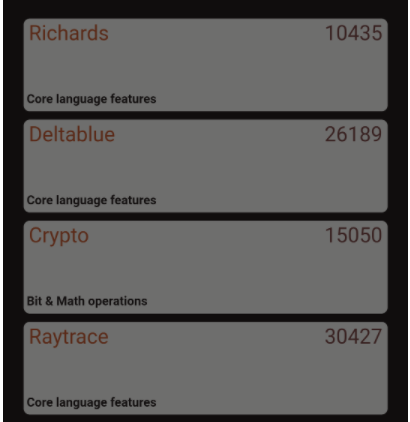 Richards 10435
Core language features
Deltablue 26189
Core language features
Crypto 15050
Bit & Math operations
Raytrace 30427
Core language features